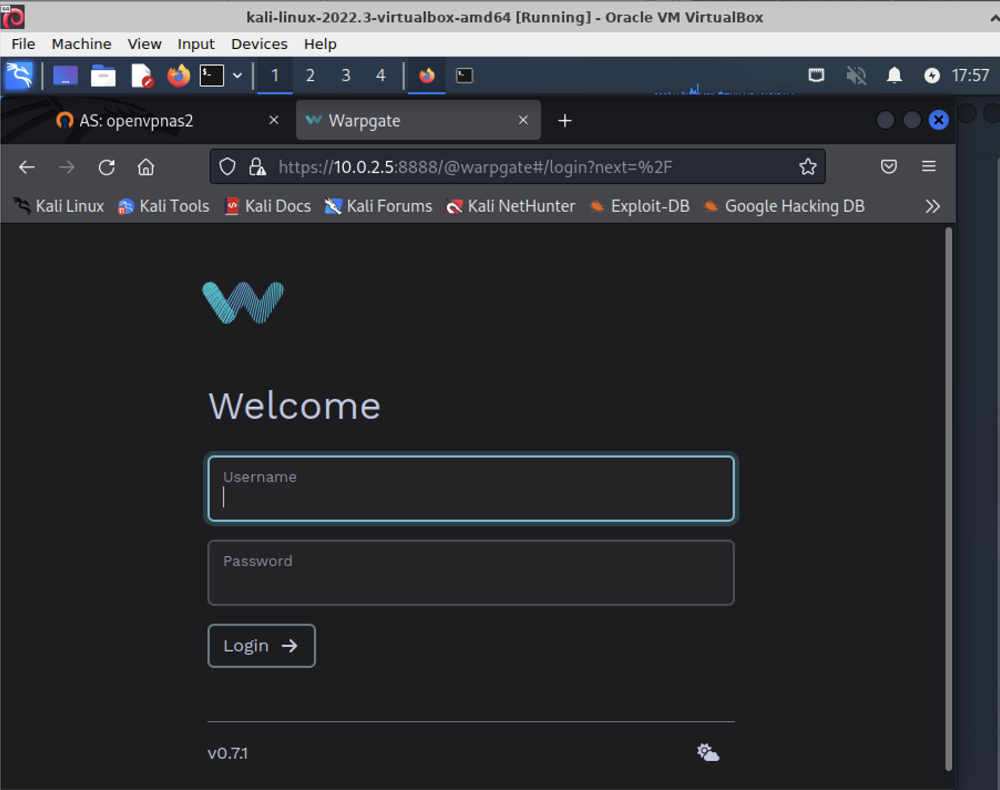 kali-linux-2022.3-virtualbox-amd64 [Running] - Oracle VM VirtualBox
File Machine View Input Devices Help
1 2 3 4 17:57
AS: openvpnas2 Warpgate
https://10.0.2.5:8888/@warpgate#/login?next=%2F
Kali Linux Kali Tools Kali Docs Kali Forums Kali NetHunter Exploit-DB Google Hacking DB
Welcome
Username
Password
Login
v0.7.1